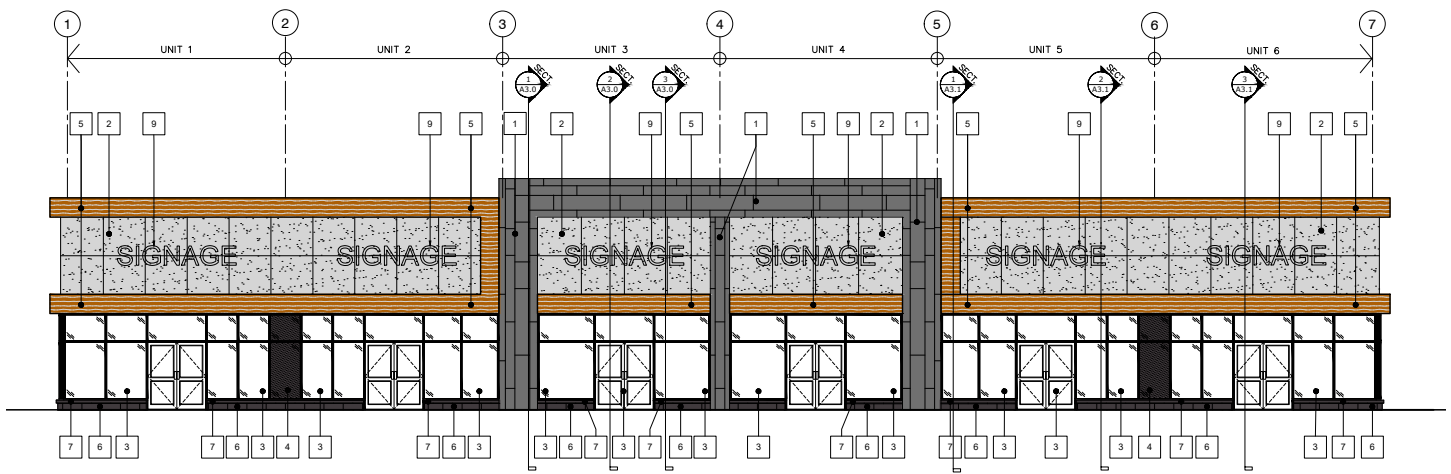 1 2 3 4 5 6 7
UNIT 1 UNIT 2 UNIT 3 UNIT 4 UNIT 5 UNIT 6
SECT. SECT. SECT. SECT. SECT. SECT.
1 2 3 1 2 3
A3.0 A3.0 A3.0 A3.1 A3.1 A3.1
5 2 9 9 5 1 2 9 5 1 5 9 2 1 5 9 9 2 5
SIGNAGE SIGNAGE SIGNAGE SIGNAGE SIGNAGE SIGNAGE
7 6 3 7 6 3 4 3 7 6 3 3 6 7 3 7 6 3 3 7 6 3 7 6 3 3 3 4 7 6 3 7 6